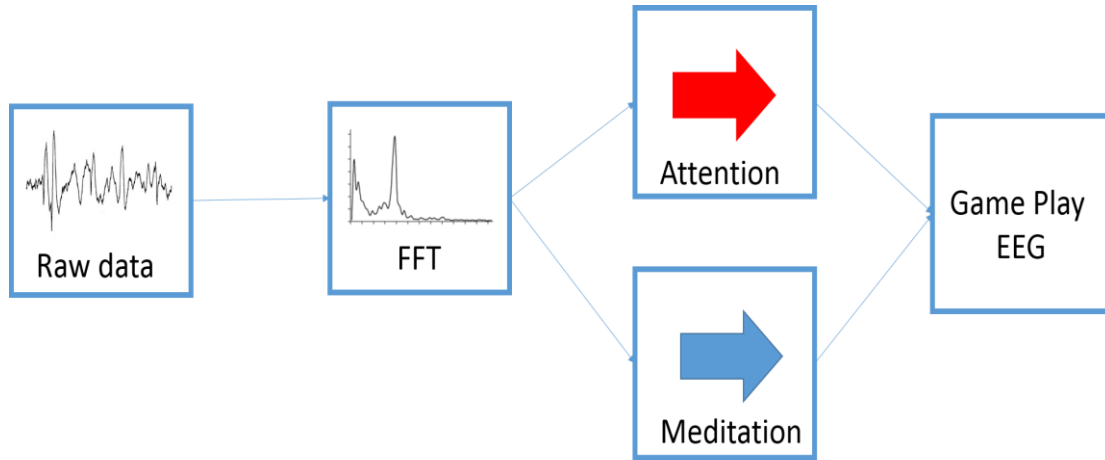 Raw data
FFT
Attention
Meditation
Game Play
EEG